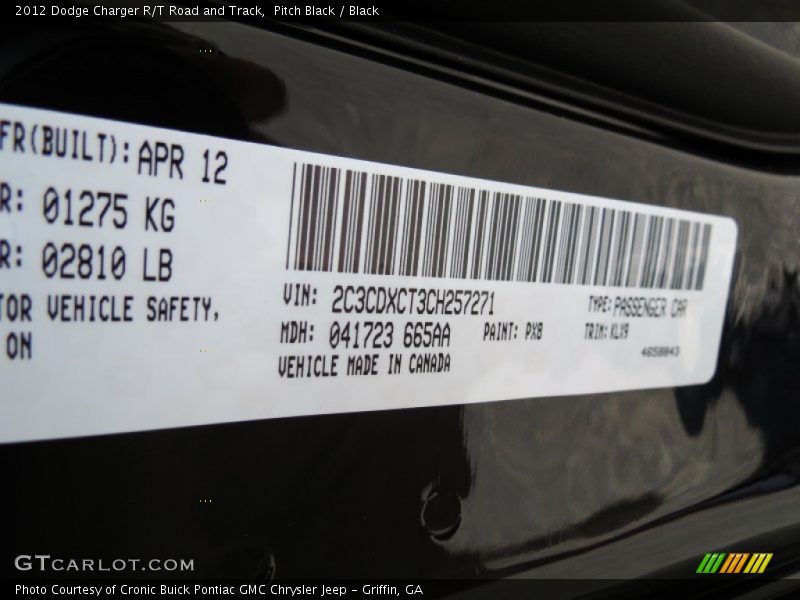 2012 Dodge Charger R/T Road and Track, Pitch Black / Black
FR(BUILT): APR 12
R: 01275 KG
R: 02810 LB
TOR VEHICLE SAFETY,
ON
VIN: 2C3CDXCT3CH257271
TYPE: PASSENGER CAR
MDH: 041723 665AA
PAINT: PX8
TRIM: KLX9
VEHICLE MADE IN CANADA
4658843
GTCARLOT.COM
Photo Courtesy of Cronic Buick Pontiac GMC Chrysler Jeep - Griffin, GA